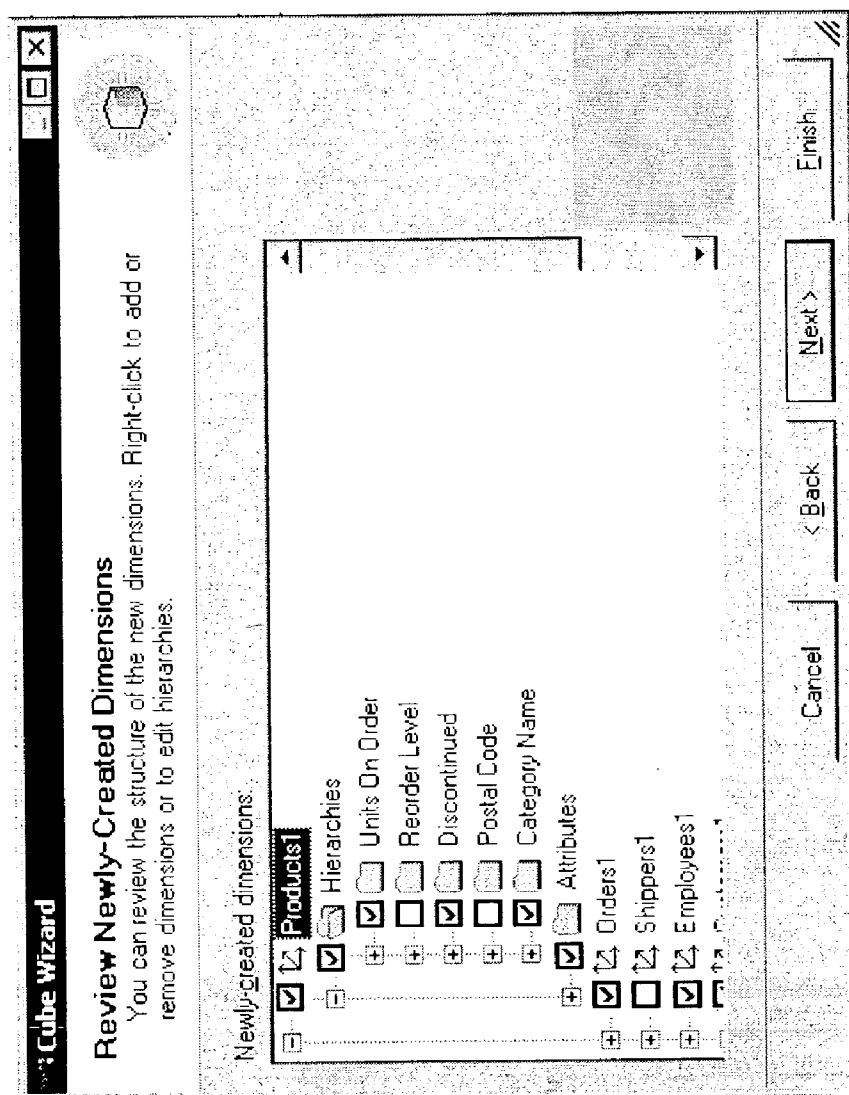 Cube Wizard
Review Newly-Created Dimensions
You can review the structure of the new dimensions. Right-click to add or
remove dimensions or to edit hierarchies.
Newly-created dimensions:
Products1
Hierarchies
Units On Order
Reorder Level
Discontinued
Postal Code
Category Name
Attributes
Orders1
Shippers1
Employees1
Cancel
< Back
Next >
Finish